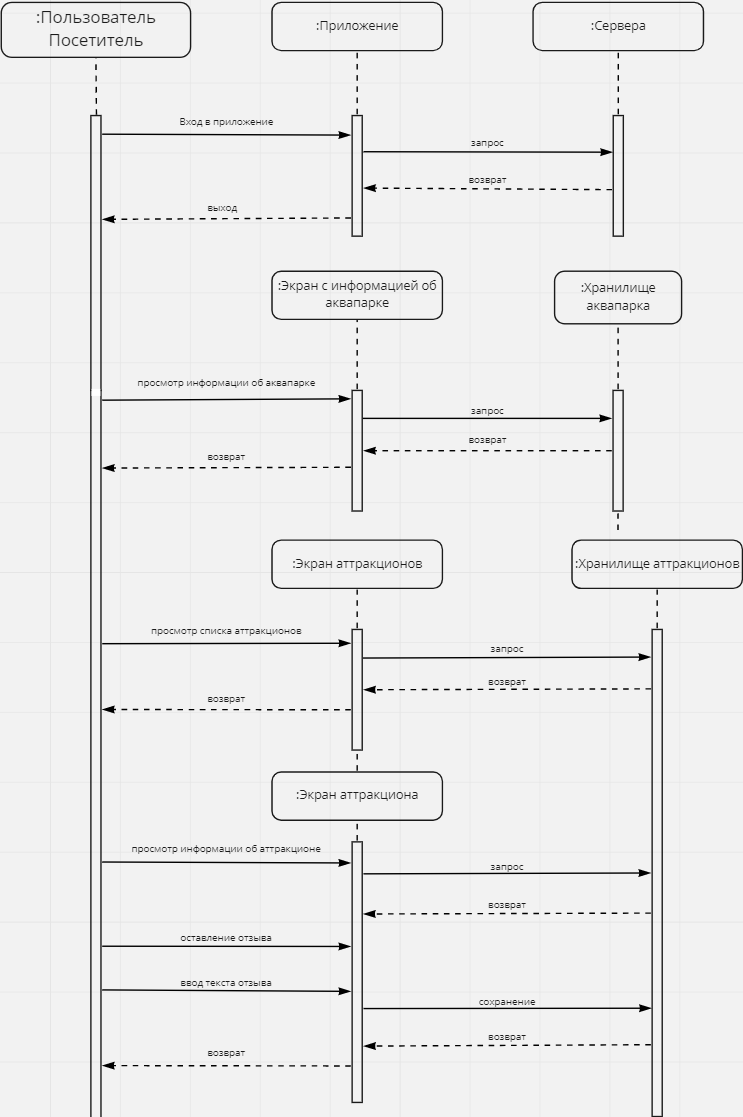 :Пользователь
Посетитель
:Приложение
:Сервера
Вход в приложение
запрос
возврат
выход
:Экран с информацией об
аквапарке
:Хранилище
аквапарка
просмотр информации об аквапарке
запрос
возврат
возврат
:Экран аттракционов
:Хранилище аттракционов
просмотр списка аттракционов
запрос
возврат
возврат
:Экран аттракциона
просмотр информации об аттракционе
запрос
возврат
оставление отзыва
ввод текста отзыва
сохранение
возврат
возврат